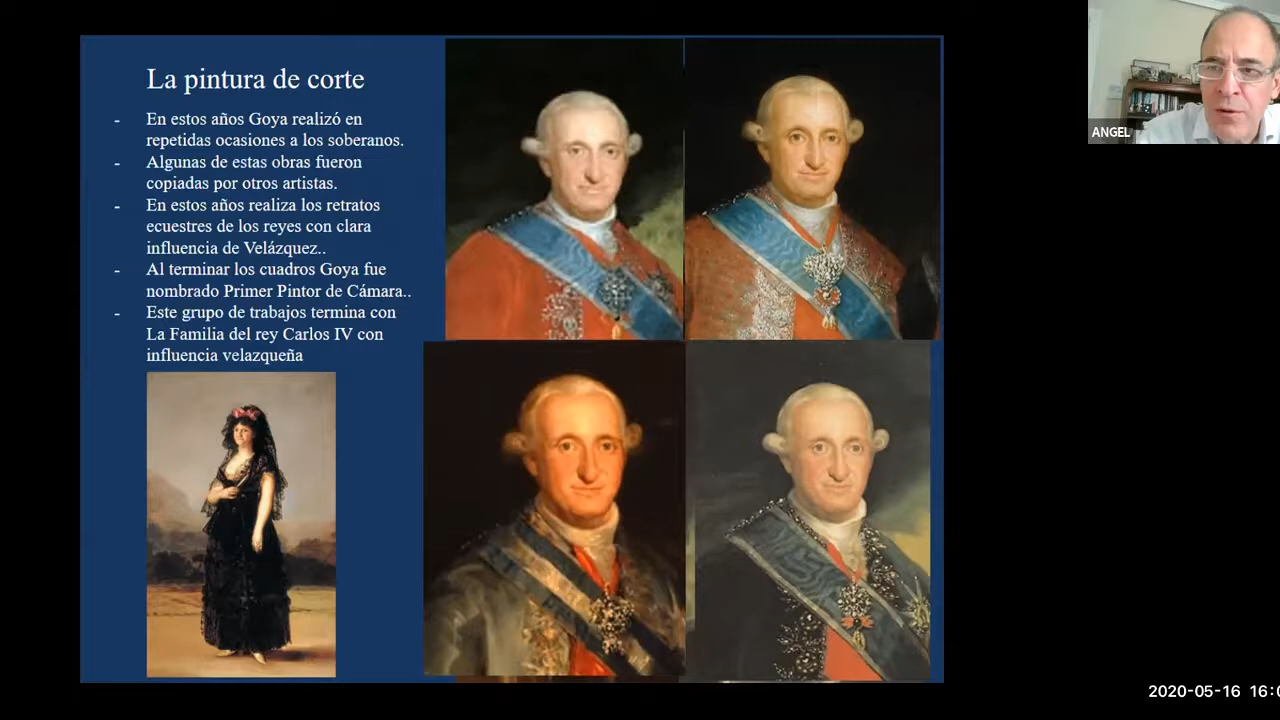 La pintura de corte
- En estos años Goya realizó en
repetidas ocasiones a los soberanos.
- Algunas de estas obras fueron
copiadas por otros artistas.
- En estos años realiza los retratos
ecuestres de los reyes con clara
influencia de Velázquez..
- Al terminar los cuadros Goya fue
nombrado Primer Pintor de Cámara..
- Este grupo de trabajos termina con
La Familia del rey Carlos IV con
influencia velazqueña
ANGEL
2020-05-16 16:0